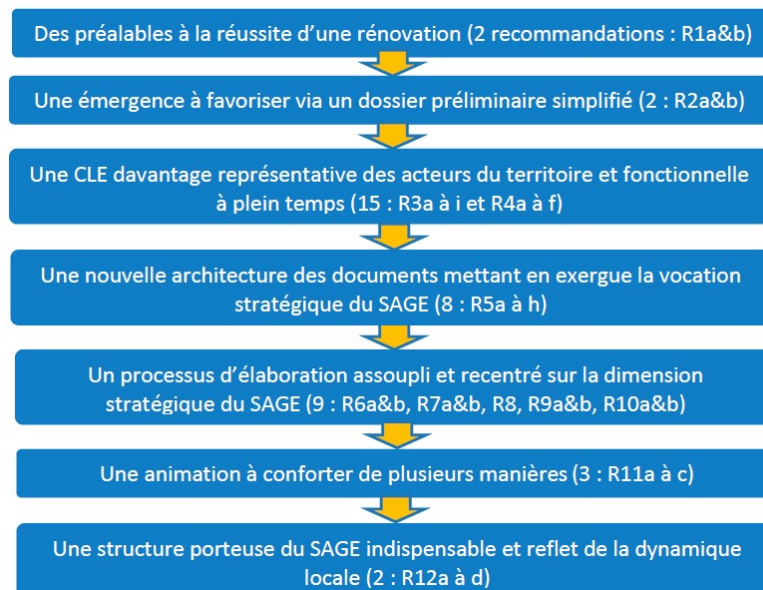 Des préalables à la réussite d’une rénovation (2 recommandations : R1a&b)
Une émergence à favoriser via un dossier préliminaire simplifié (2 : R2a&b)
Une CLE davantage représentative des acteurs du territoire et fonctionnelle
à plein temps (15 : R3a à i et R4a à f)
Une nouvelle architecture des documents mettant en exergue la vocation
stratégique du SAGE (8 : R5a à h)
Un processus d’élaboration assoupli et recentré sur la dimension
stratégique du SAGE (9 : R6a&b, R7a&b, R8, R9a&b, R10a&b)
Une animation à conforter de plusieurs manières (3 : R11a à c)
Une structure porteuse du SAGE indispensable et reflet de la dynamique
locale (2 : R12a à d)